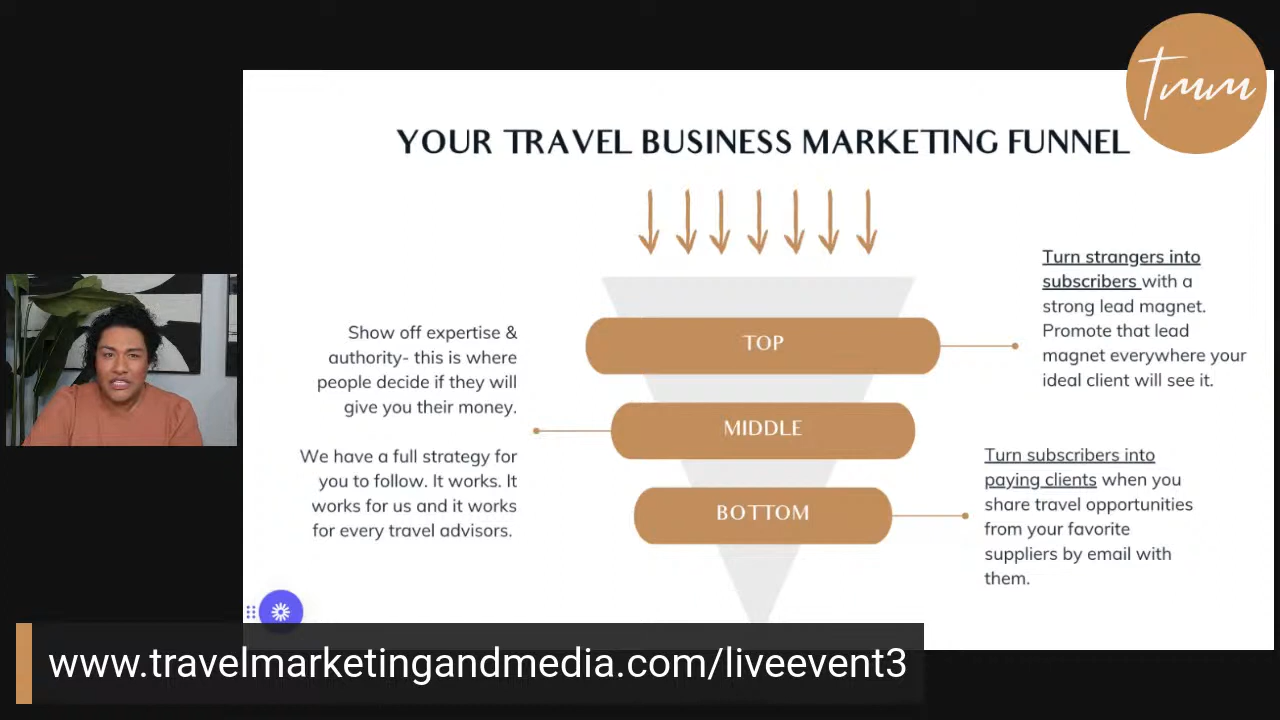 tmm
YOUR TRAVEL BUSINESS MARKETING FUNNEL
Turn strangers into
subscribers with a
strong lead magnet.
Promote that lead
magnet everywhere your
ideal client will see it.
TOP
Show off expertise &
authority- this is where
people decide if they will
give you their money.
MIDDLE
We have a full strategy for
you to follow. It works. It
works for us and it works
for every travel advisors.
BOTTOM
Turn subscribers into
paying clients when you
share travel opportunities
from your favorite
suppliers by email with
them.
www.travelmarketingandmedia.com/liveevent3